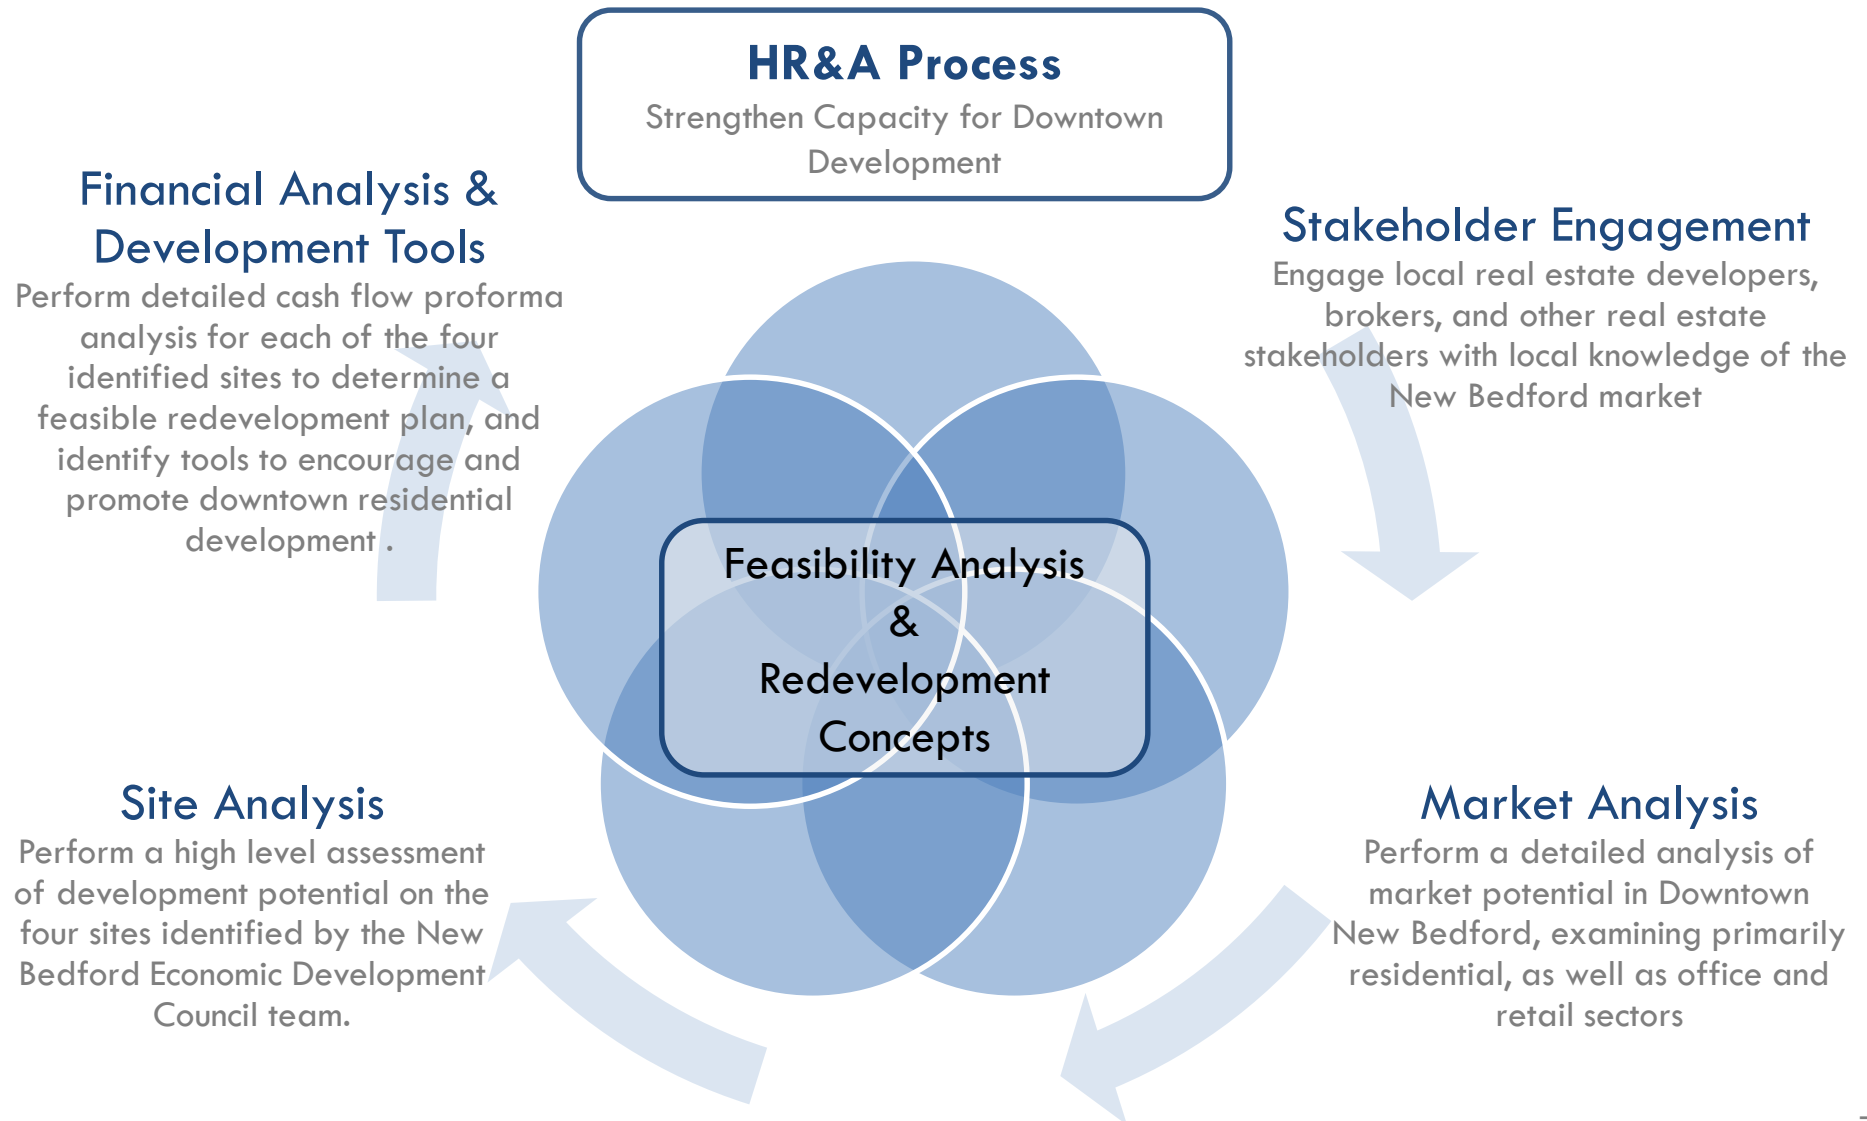 HR&A Process
Strengthen Capacity for Downtown
Development
Financial Analysis &
Development Tools
Perform detailed cash flow proforma
analysis for each of the four
identified sites to determine a
feasible redevelopment plan, and
identify tools to encourage and
promote downtown residential
development .
Stakeholder Engagement
Engage local real estate developers,
brokers, and other real estate
stakeholders with local knowledge of the
New Bedford market
Feasibility Analysis
&
Redevelopment
Concepts
Site Analysis
Perform a high level assessment
of development potential on the
four sites identified by the New
Bedford Economic Development
Council team.
Market Analysis
Perform a detailed analysis of
market potential in Downtown
New Bedford, examining primarily
residential, as well as office and
retail sectors